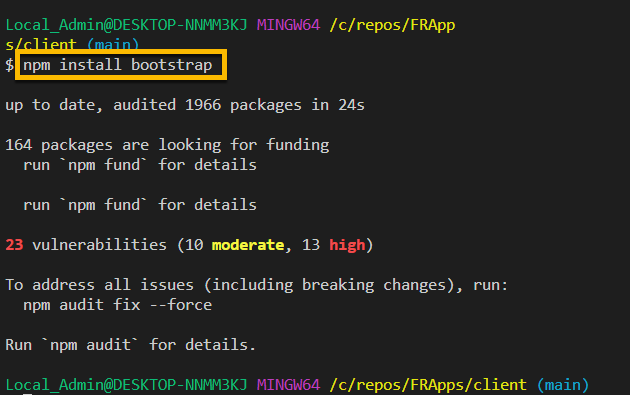 Local_Admin@DESKTOP-NNMM3KJ MINGW64 /c/repos/FRApp
s/client (main)
$ npm install bootstrap
up to date, audited 1966 packages in 24s
164 packages are looking for funding
  run `npm fund` for details
  run `npm fund` for details
23 vulnerabilities (10 moderate, 13 high)
To address all issues (including breaking changes), run:
  npm audit fix --force
Run `npm audit` for details.
Local_Admin@DESKTOP-NNMM3KJ MINGW64 /c/repos/FRApps/client (main)